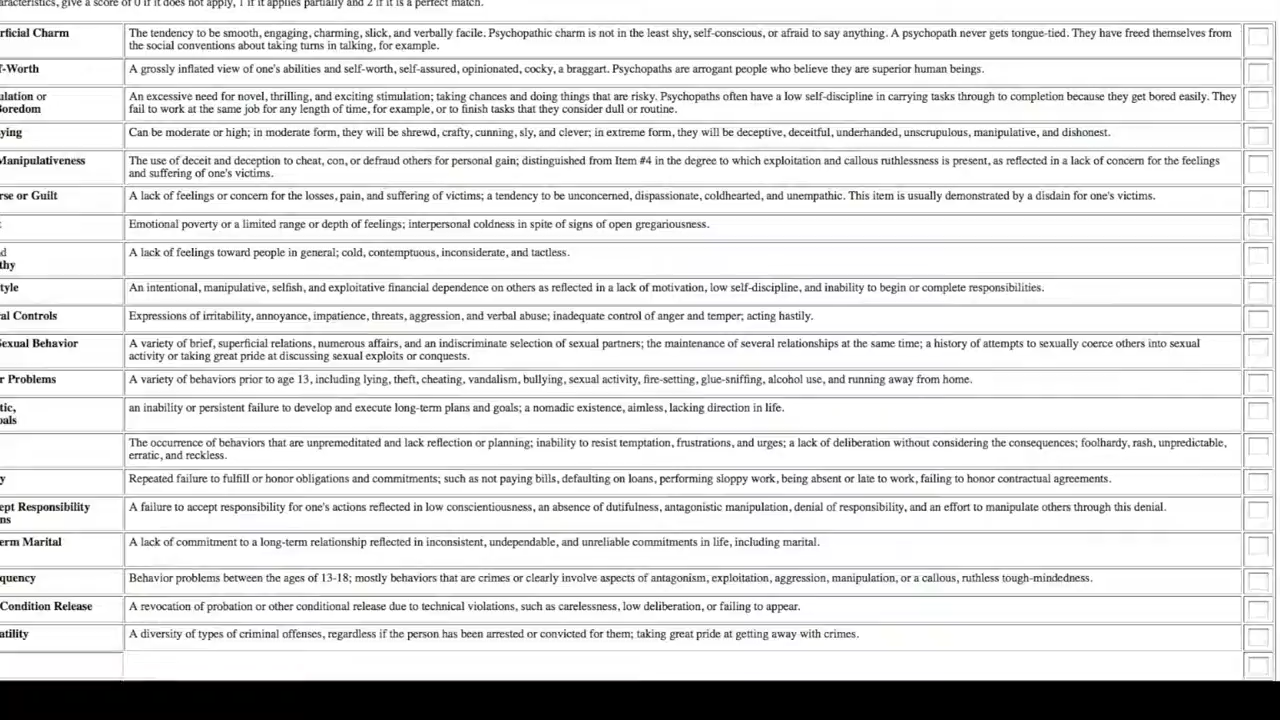 aracteristics, give a score of 0 if it does not apply, 1 if it applies partially and 2 if it is a perfect match.
rficial Charm
The tendency to be smooth, engaging, charming, slick, and verbally facile. Psychopathic charm is not in the least shy, self-conscious, or afraid to say anything. A psychopath never gets tongue-tied. They have freed themselves from
the social conventions about taking turns in talking, for example.
f-Worth
A grossly inflated view of one's abilities and self-worth, self-assured, opinionated, cocky, a braggart. Psychopaths are arrogant people who believe they are superior human beings.
ulation or
Boredom
An excessive need for novel, thrilling, and exciting stimulation; taking chances and doing things that are risky. Psychopaths often have a low self-discipline in carrying tasks through to completion because they get bored easily. They
fail to work at the same job for any length of time, for example, or to finish tasks that they consider dull or routine.
ying
Can be moderate or high; in moderate form, they will be shrewd, crafty, cunning, sly, and clever; in extreme form, they will be deceptive, deceitful, underhanded, unscrupulous, manipulative, and dishonest.
Manipulativeness
The use of deceit and deception to cheat, con, or defraud others for personal gain; distinguished from Item #4 in the degree to which exploitation and callous ruthlessness is present, as reflected in a lack of concern for the feelings
and suffering of one's victims.
rse or Guilt
A lack of feelings or concern for the losses, pain, and suffering of victims; a tendency to be unconcerned, dispassionate, coldhearted, and unempathic. This item is usually demonstrated by a disdain for one's victims.
t
Emotional poverty or a limited range or depth of feelings; interpersonal coldness in spite of signs of open gregariousness.
d
thy
A lack of feelings toward people in general; cold, contemptuous, inconsiderate, and tactless.
tyle
An intentional, manipulative, selfish, and exploitative financial dependence on others as reflected in a lack of motivation, low self-discipline, and inability to begin or complete responsibilities.
al Controls
Expressions of irritability, annoyance, impatience, threats, aggression, and verbal abuse; inadequate control of anger and temper; acting hastily.
Sexual Behavior
A variety of brief, superficial relations, numerous affairs, and an indiscriminate selection of sexual partners; the maintenance of several relationships at the same time; a history of attempts to sexually coerce others into sexual
activity or taking great pride at discussing sexual exploits or conquests.
r Problems
A variety of behaviors prior to age 13, including lying, theft, cheating, vandalism, bullying, sexual activity, fire-setting, glue-sniffing, alcohol use, and running away from home.
tic,
oals
an inability or persistent failure to develop and execute long-term plans and goals; a nomadic existence, aimless, lacking direction in life.
The occurrence of behaviors that are unpremeditated and lack reflection or planning; inability to resist temptation, frustrations, and urges; a lack of deliberation without considering the consequences; foolhardy, rash, unpredictable,
erratic, and reckless.
y
Repeated failure to fulfill or honor obligations and commitments; such as not paying bills, defaulting on loans, performing sloppy work, being absent or late to work, failing to honor contractual agreements.
ept Responsibility
ns
A failure to accept responsibility for one's actions reflected in low conscientiousness, an absence of dutifulness, antagonistic manipulation, denial of responsibility, and an effort to manipulate others through this denial.
erm Marital
A lack of commitment to a long-term relationship reflected in inconsistent, undependable, and unreliable commitments in life, including marital.
quency
Behavior problems between the ages of 13-18; mostly behaviors that are crimes or clearly involve aspects of antagonism, exploitation, aggression, manipulation, or a callous, ruthless tough-mindedness.
Condition Release
A revocation of probation or other conditional release due to technical violations, such as carelessness, low deliberation, or failing to appear.
atility
A diversity of types of criminal offenses, regardless if the person has been arrested or convicted for them; taking great pride at getting away with crimes.